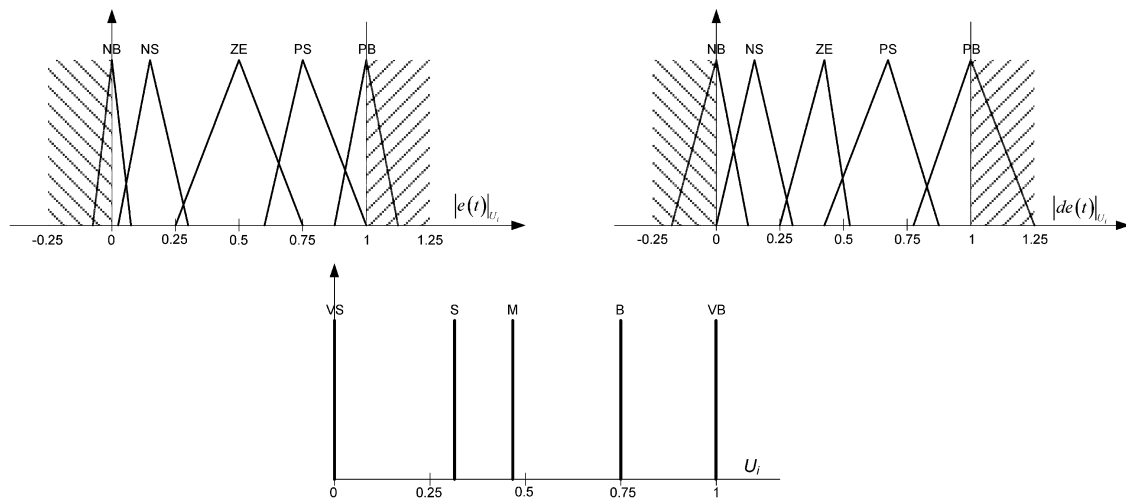 NB NS ZE PS PB
-0.25 0 0.25 0.5 0.75 1 1.25
|e(t)|_{U_i}
NB NS ZE PS PB
-0.25 0 0.25 0.5 0.75 1 1.25
|de(t)|_{U_i}
VS S M B VB
0 0.25 0.5 0.75 1
U_i